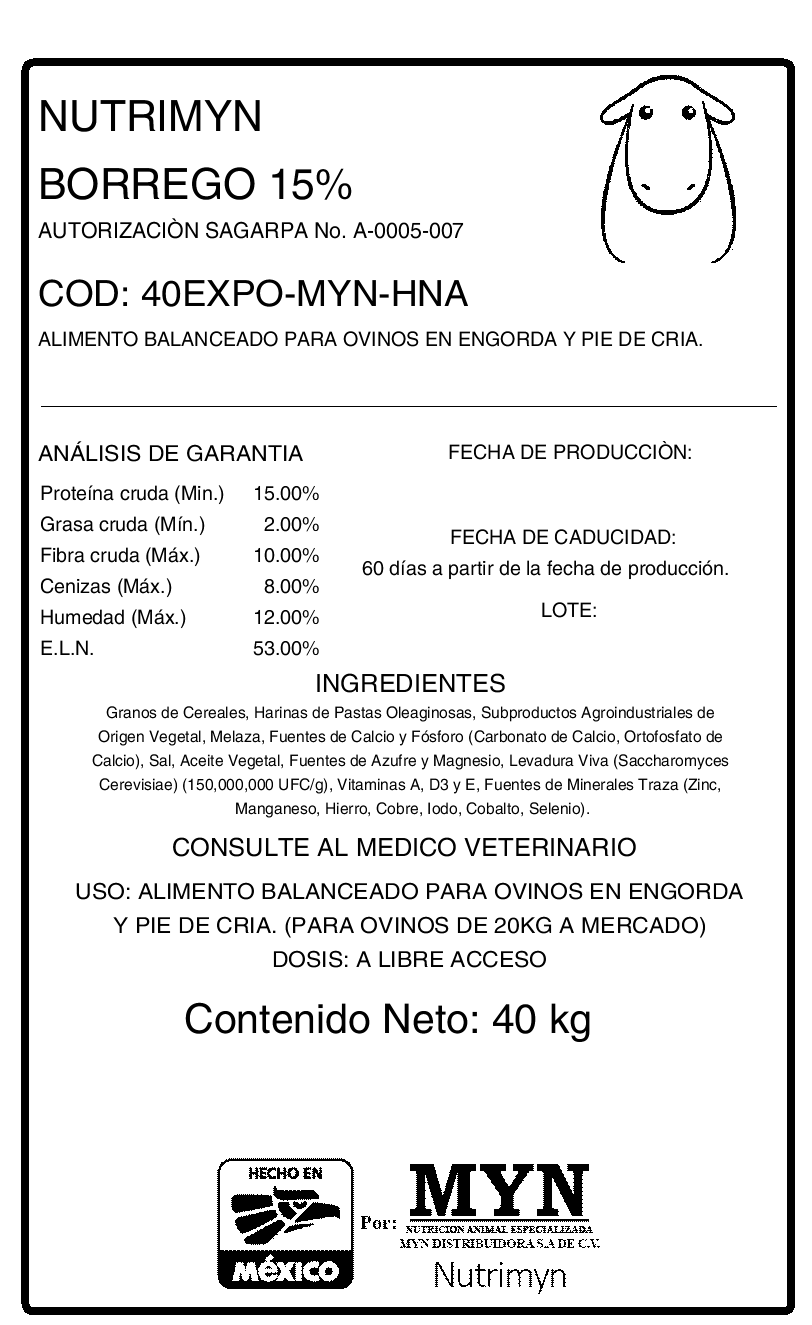 NUTRIMYN
BORREGO 15%
AUTORIZACIÒN SAGARPA No. A-0005-007
COD: 40EXPO-MYN-HNA
ALIMENTO BALANCEADO PARA OVINOS EN ENGORDA Y PIE DE CRIA.
ANÁLISIS DE GARANTIA
Proteína cruda (Min.) 15.00%
Grasa cruda (Mín.) 2.00%
Fibra cruda (Máx.) 10.00%
Cenizas (Máx.) 8.00%
Humedad (Máx.) 12.00%
E.L.N. 53.00%
FECHA DE PRODUCCIÒN:
FECHA DE CADUCIDAD:
60 días a partir de la fecha de producción.
LOTE:
INGREDIENTES
Granos de Cereales, Harinas de Pastas Oleaginosas, Subproductos Agroindustriales de
Origen Vegetal, Melaza, Fuentes de Calcio y Fósforo (Carbonato de Calcio, Ortofosfato de
Calcio), Sal, Aceite Vegetal, Fuentes de Azufre y Magnesio, Levadura Viva (Saccharomyces
Cerevisiae) (150,000,000 UFC/g), Vitaminas A, D3 y E, Fuentes de Minerales Traza (Zinc,
Manganeso, Hierro, Cobre, Iodo, Cobalto, Selenio).
CONSULTE AL MEDICO VETERINARIO
USO: ALIMENTO BALANCEADO PARA OVINOS EN ENGORDA
Y PIE DE CRIA. (PARA OVINOS DE 20KG A MERCADO)
DOSIS: A LIBRE ACCESO
Contenido Neto: 40 kg
HECHO EN
MéXICO
Por:
MYN
NUTRICION ANIMAL ESPECIALIZADA
MYN DISTRIBUIDORA S.A DE C.V.
Nutrimyn